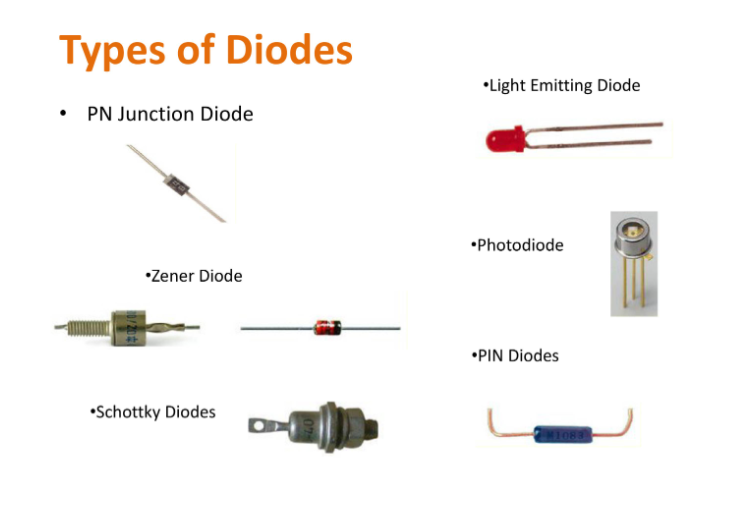 Types of Diodes
• PN Junction Diode
•Zener Diode
•Schottky Diodes
•Light Emitting Diode
•Photodiode
•PIN Diodes